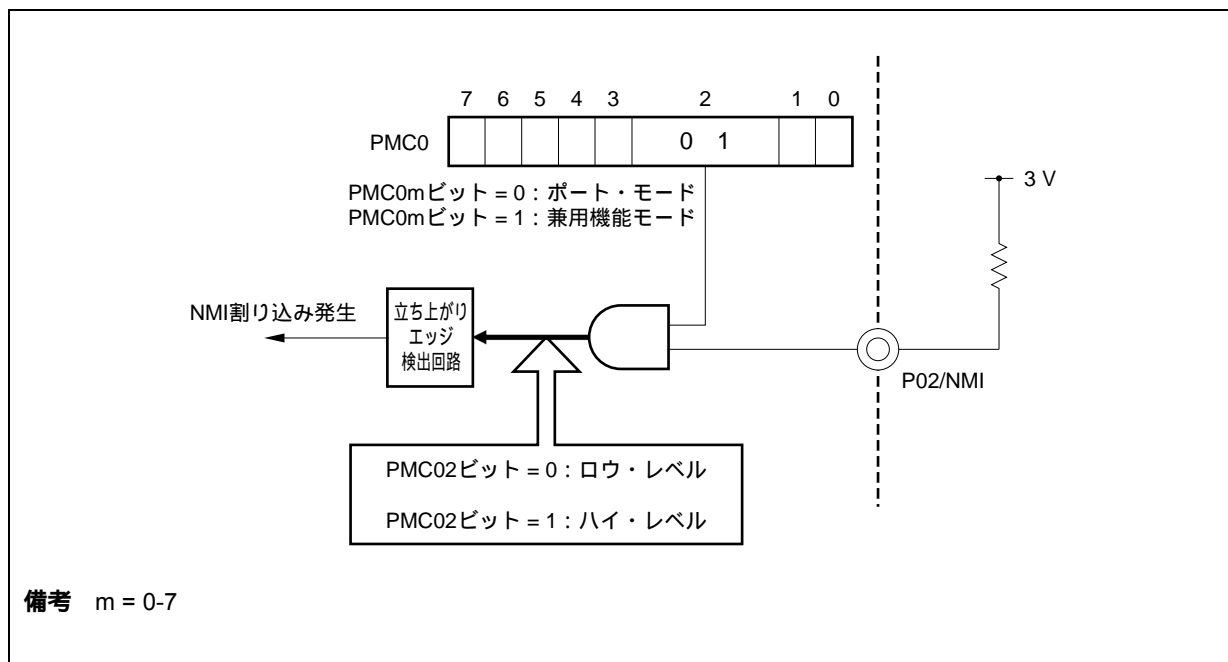 7 6 5 4 3 2 1 0
PMC0 0 1
PMC0mビット = 0 : ポート・モード
PMC0mビット = 1 : 兼用機能モード
3 V
NMI割り込み発生
立ち上がり
エッジ
検出回路
P02/NMI
PMC02ビット = 0 : ロウ・レベル
PMC02ビット = 1 : ハイ・レベル
備考 m = 0-7